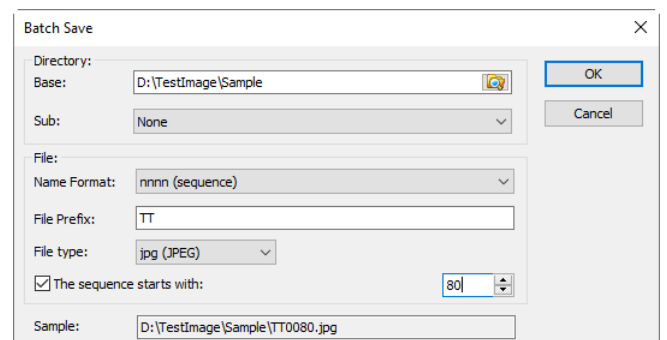 Batch Save
Directory:
Base: D:\TestImage\Sample
OK
Sub: None
Cancel
File:
Name Format: nnnn (sequence)
File Prefix: TT
File type: jpg (JPEG)
The sequence starts with: 80
Sample: D:\TestImage\Sample\TT0080.jpg